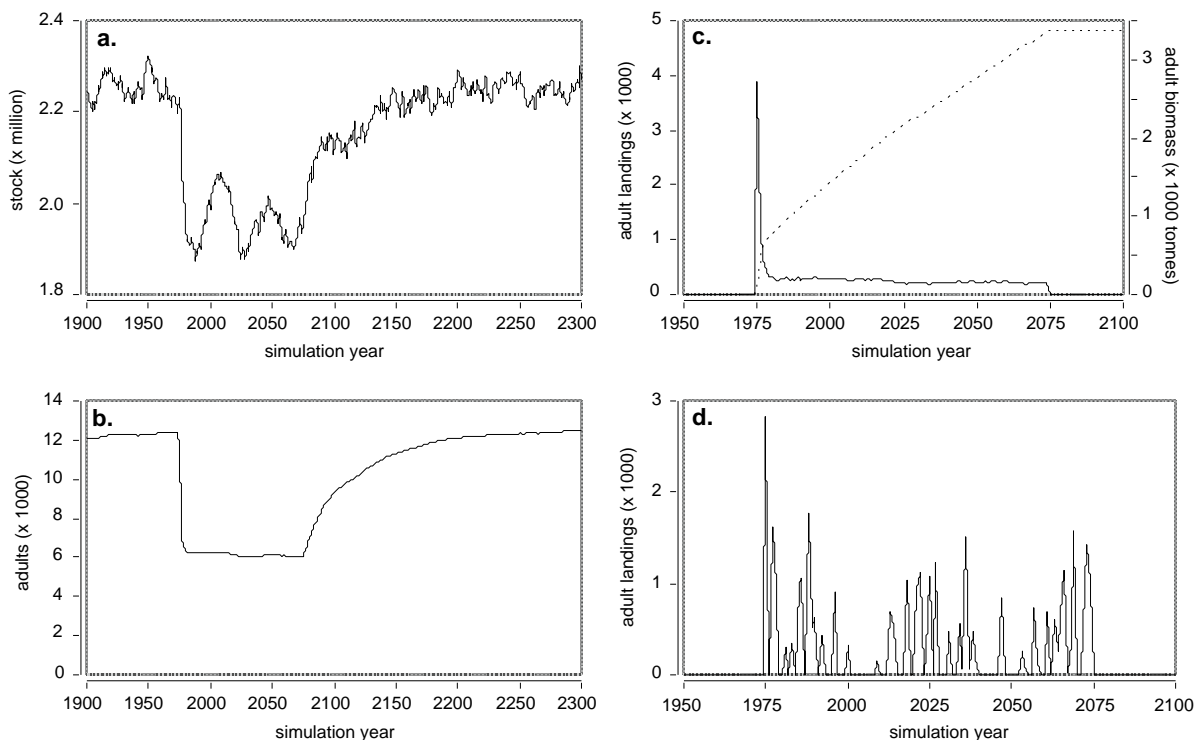 a.
stock (x million)
2.4
2.2
2.0
1.8
1900 1950 2000 2050 2100 2150 2200 2250 2300
simulation year
c.
adult landings (x 1000)
5
4
3
2
1
0
adult biomass (x 1000 tonnes)
3
2
1
0
1950 1975 2000 2025 2050 2075 2100
simulation year
b.
adults (x 1000)
14
12
10
8
6
4
2
0
1900 1950 2000 2050 2100 2150 2200 2250 2300
simulation year
d.
adult landings (x 1000)
3
2
1
0
1950 1975 2000 2025 2050 2075 2100
simulation year